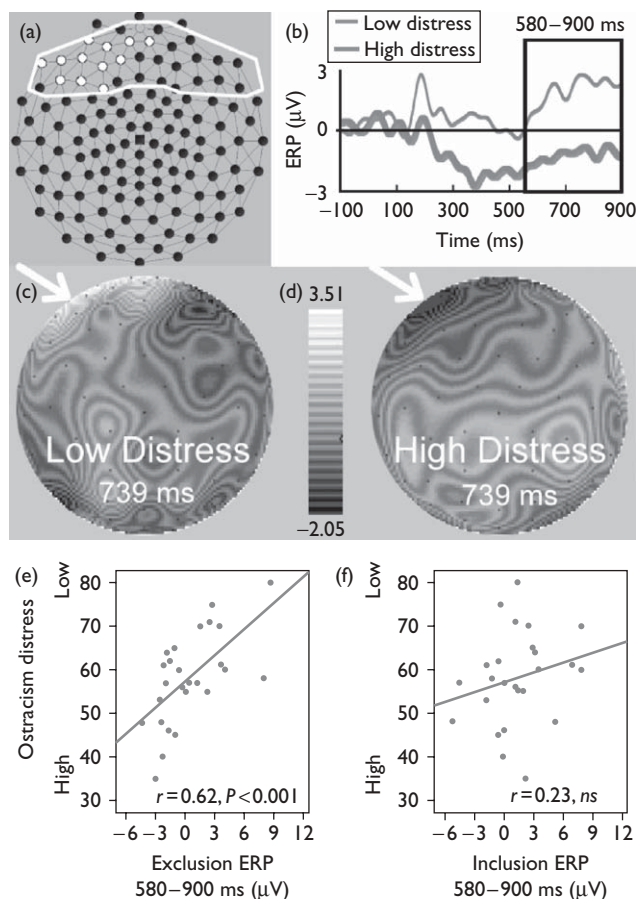 (a)
(b)
Low distress
High distress
580–900 ms
3
0
−3
ERP (μV)
−100 100 300 500 700 900
Time (ms)
(c)
(d)
3.51
−2.05
Low Distress
739 ms
High Distress
739 ms
(e)
(f)
Ostracism distress
Low
High
80
70
60
50
40
30
r=0.62, P<0.001
−6 −3 0 3 6 9 12
Exclusion ERP
580–900 ms (μV)
Low
High
80
70
60
50
40
30
r=0.23, ns
−6 −3 0 3 6 9 12
Inclusion ERP
580–900 ms (μV)